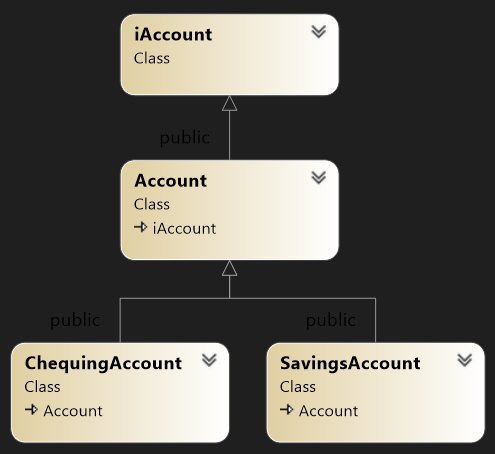 iAccount
Class
public
Account
Class
iAccount
public
public
ChequingAccount
Class
Account
SavingsAccount
Class
Account